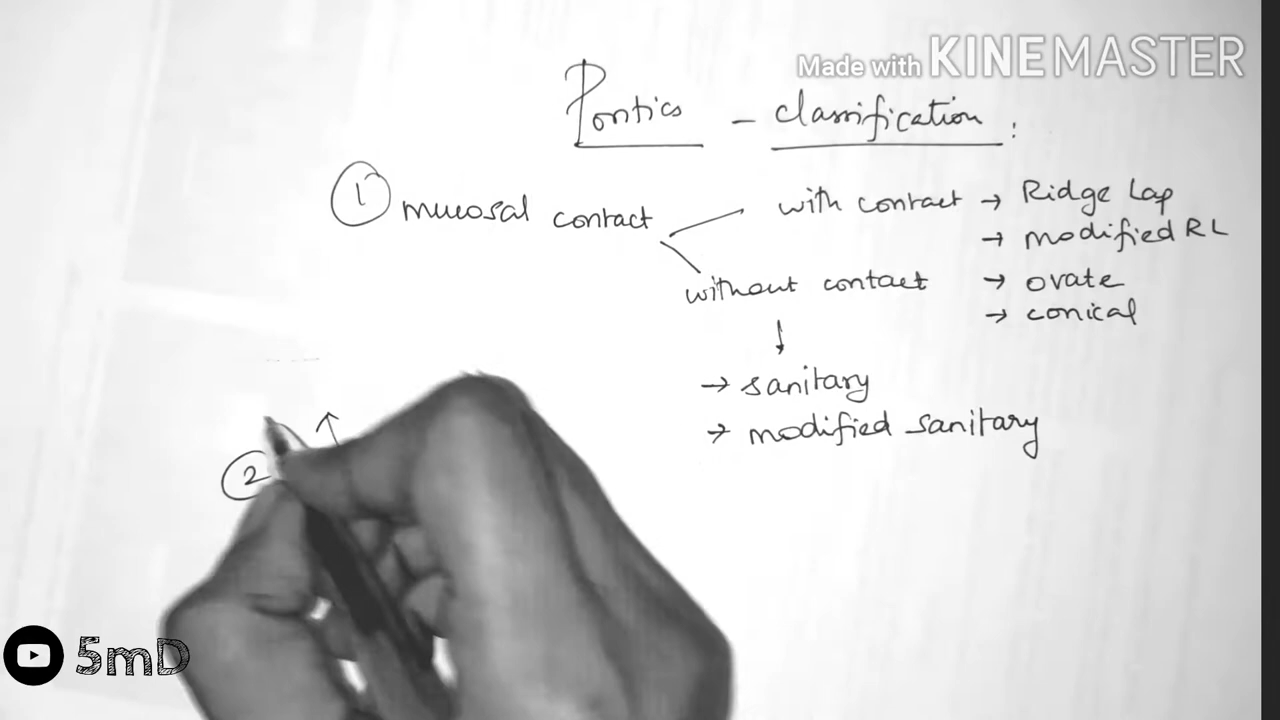 Made with KINEMASTER
Pontics - classification :
1 mucosal contact
with contact → Ridge Lap
→ modified RL
→ ovate
→ conical
without contact
↓
→ sanitary
→ modified sanitary
2
5mD